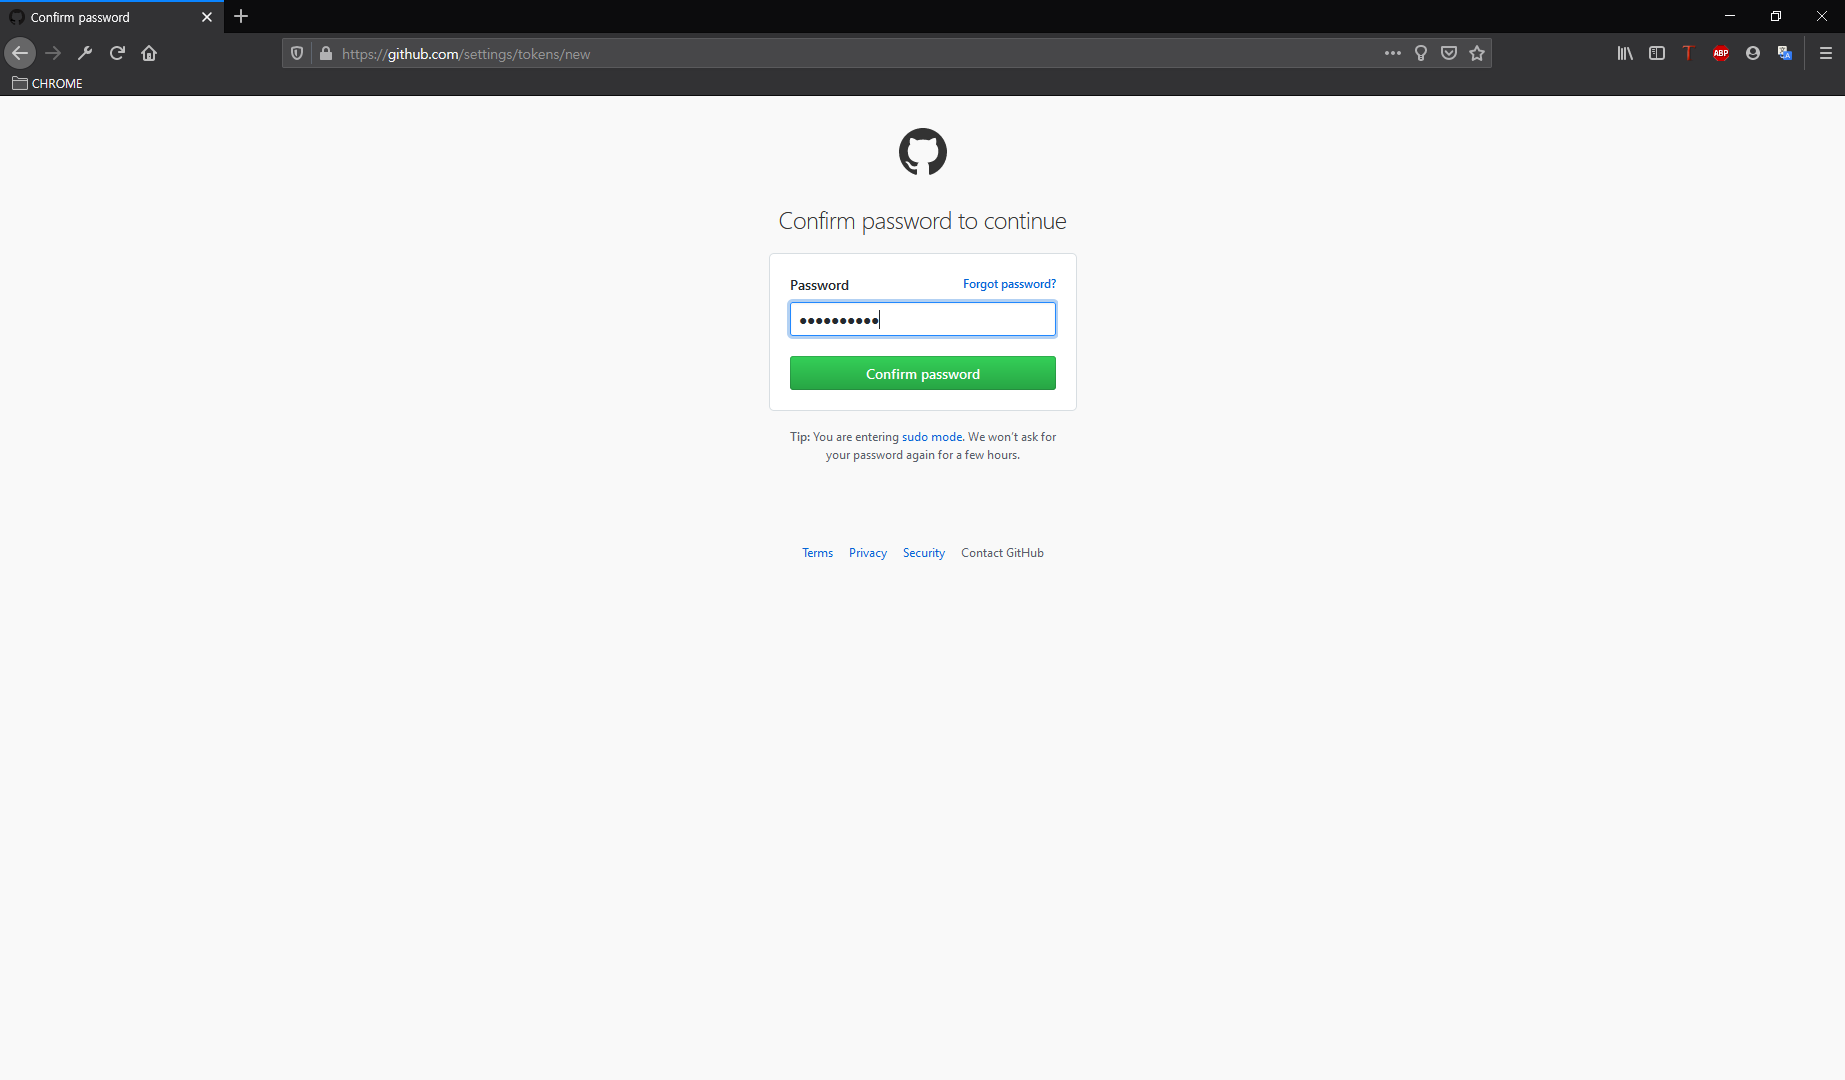 Confirm password
https://github.com/settings/tokens/new
ABP
CHROME
Confirm password to continue
Password Forgot password?
●●●●●●●●●●
Confirm password
Tip: You are entering sudo mode. We won't ask for
your password again for a few hours.
Terms Privacy Security Contact GitHub